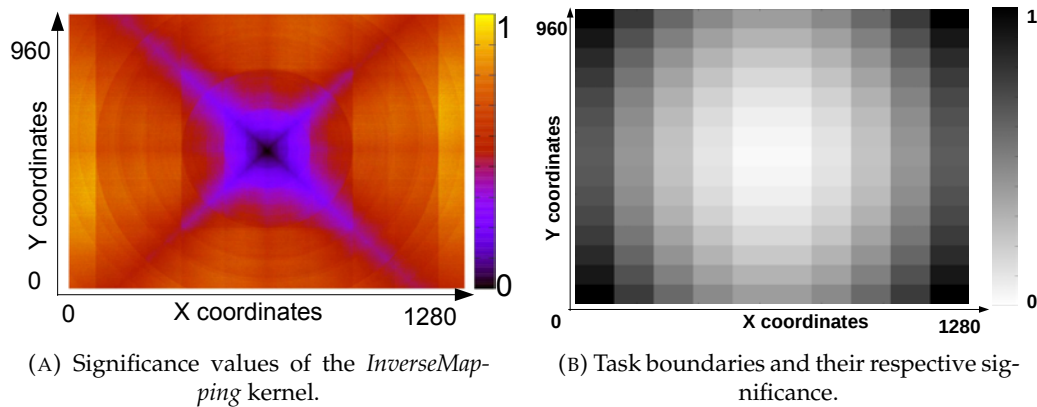 960
Y coordinates
0
0
X coordinates
1280
1
0
(A) Significance values of the InverseMap-
ping kernel.
960
Y coordinates
0
X coordinates
1280
1
0
(B) Task boundaries and their respective sig-
nificance.